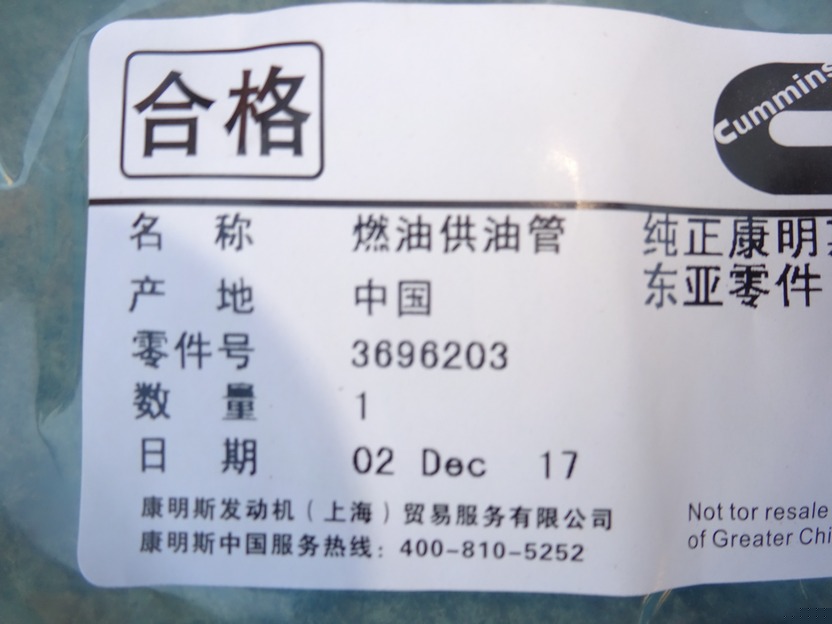 合格
Cummins
名 称 燃油供油管
产 地 中国
零件号 3696203
数 量 1
日 期 02 Dec 17
纯正康明
东亚零件
康明斯发动机(上海)贸易服务有限公司
康明斯中国服务热线:400-810-5252
Not tor resale
of Greater Chi